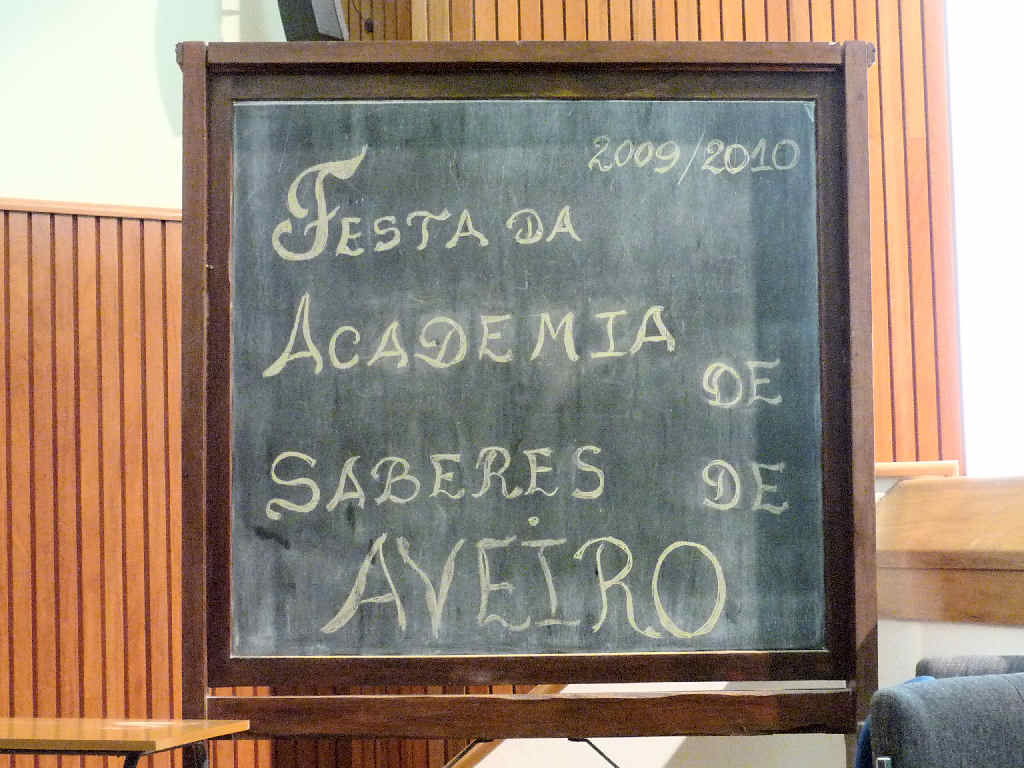 2009/2010
FESTA DA
ACADEMIA DE
SABERES DE
AVEIRO